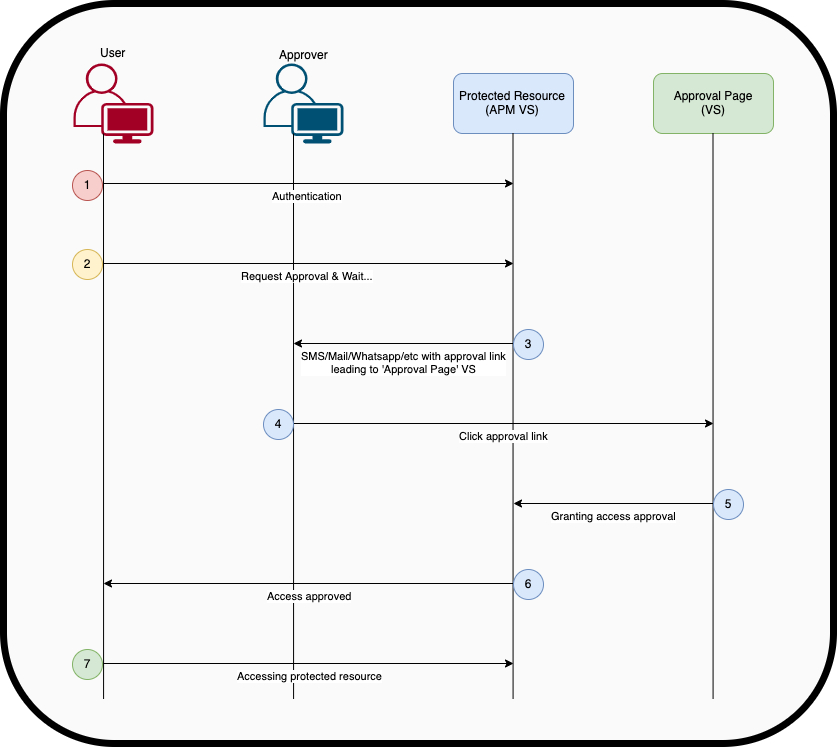 User
Approver
Protected Resource
(APM VS)
Approval Page
(VS)
1
Authentication
2
Request Approval & Wait...
3
SMS/Mail/Whatsapp/etc with approval link
leading to 'Approval Page' VS
4
Click approval link
5
Granting access approval
6
Access approved
7
Accessing protected resource